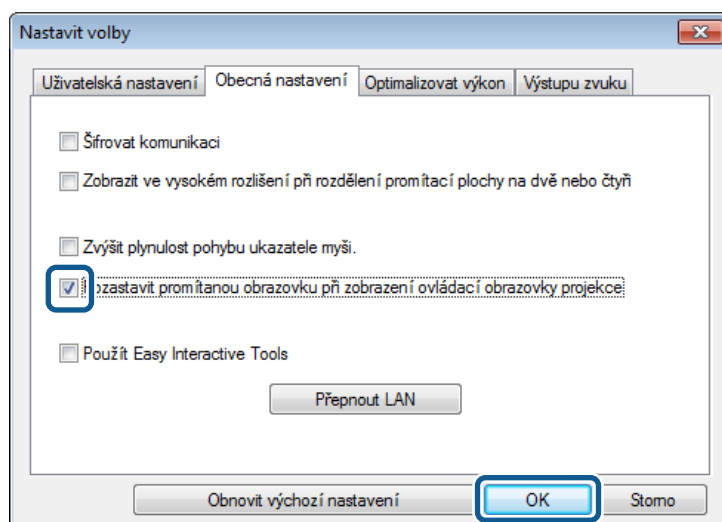 Nastavit volby
Uživatelská nastavení Obecná nastavení Optimalizovat výkon Výstupu zvuku
Šifrovat komunikaci
Zobrazit ve vysokém rozlišení při rozdělení promítací plochy na dvě nebo čtyři
Zvýšit plynulost pohybu ukazatele myši.
ozastavit promítanou obrazovku při zobrazení ovládací obrazovky projekce
Použít Easy Interactive Tools
Přepnout LAN
Obnovit výchozí nastavení OK Storno